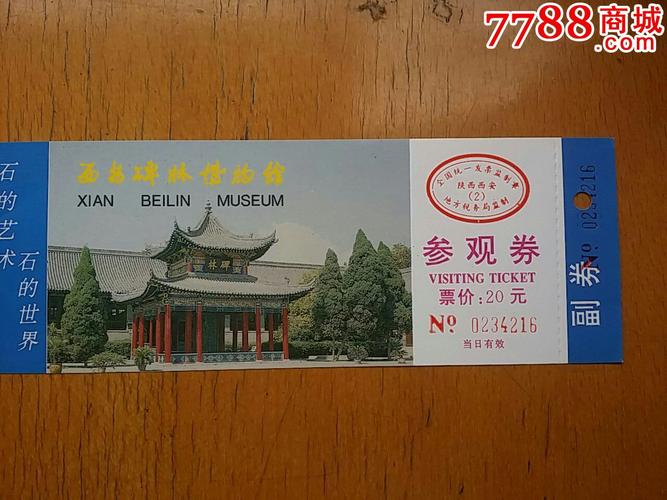 7788商城
.com
石的艺术
石的世界
西安碑林博物馆
XIAN BEILIN MUSEUM
碑林
全国统一发票监制章
陕西西安
(2)
地方税务局监制
参观券
VISITING TICKET
票价:20 元
Nº 0234216
当日有效
副券
Nº 0234216